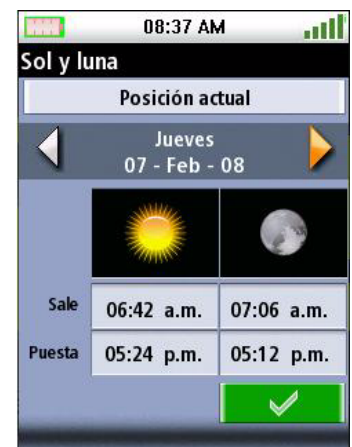 08:37 AM
Sol y luna
Posición actual
Jueves
07 - Feb - 08
Sale 06:42 a.m. 07:06 a.m.
Puesta 05:24 p.m. 05:12 p.m.